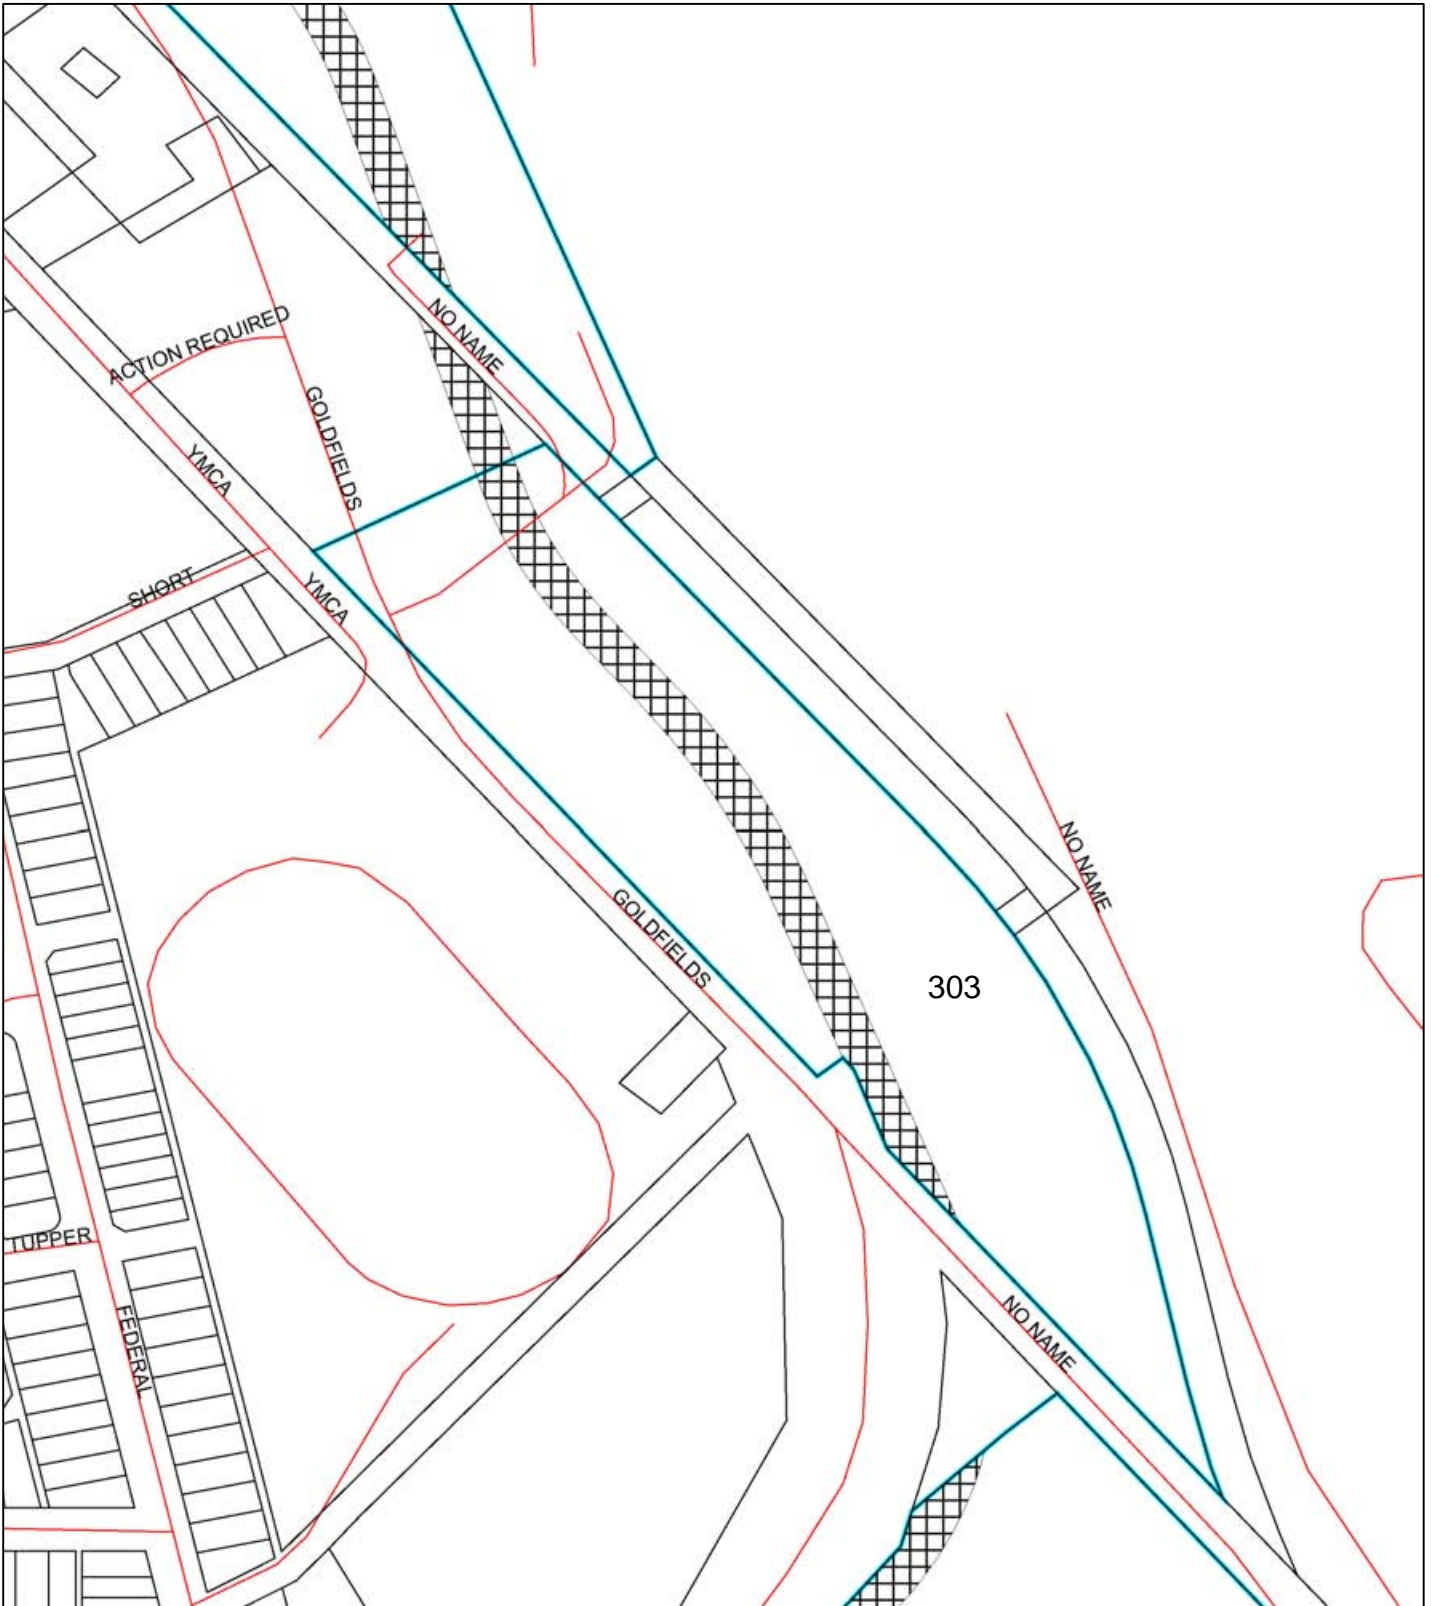 NO NAME
ACTION REQUIRED
GOLDFIELDS
YMCA
SHORT
YMCA
NO NAME
GOLDFIELDS
303
TUPPER
NO NAME
FEDERAL